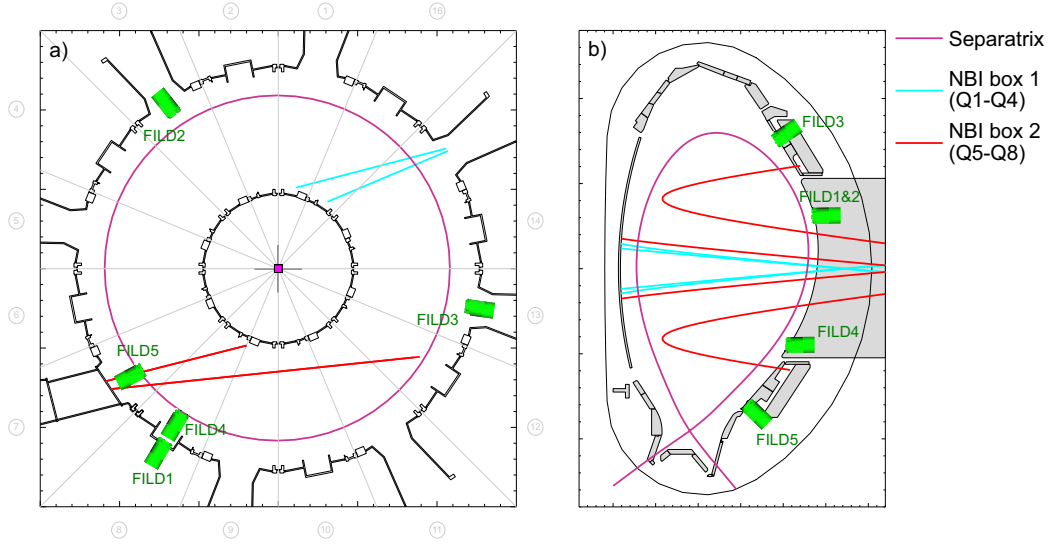 3
2
1
16
a)
b)
Separatrix
NBI box 1
(Q1-Q4)
NBI box 2
(Q5-Q8)
4
FILD2
FILD3
5
14
FILD1&2
6
FILD3
13
FILD5
FILD4
7
FILD4
12
FILD1
FILD5
8
9
10
11